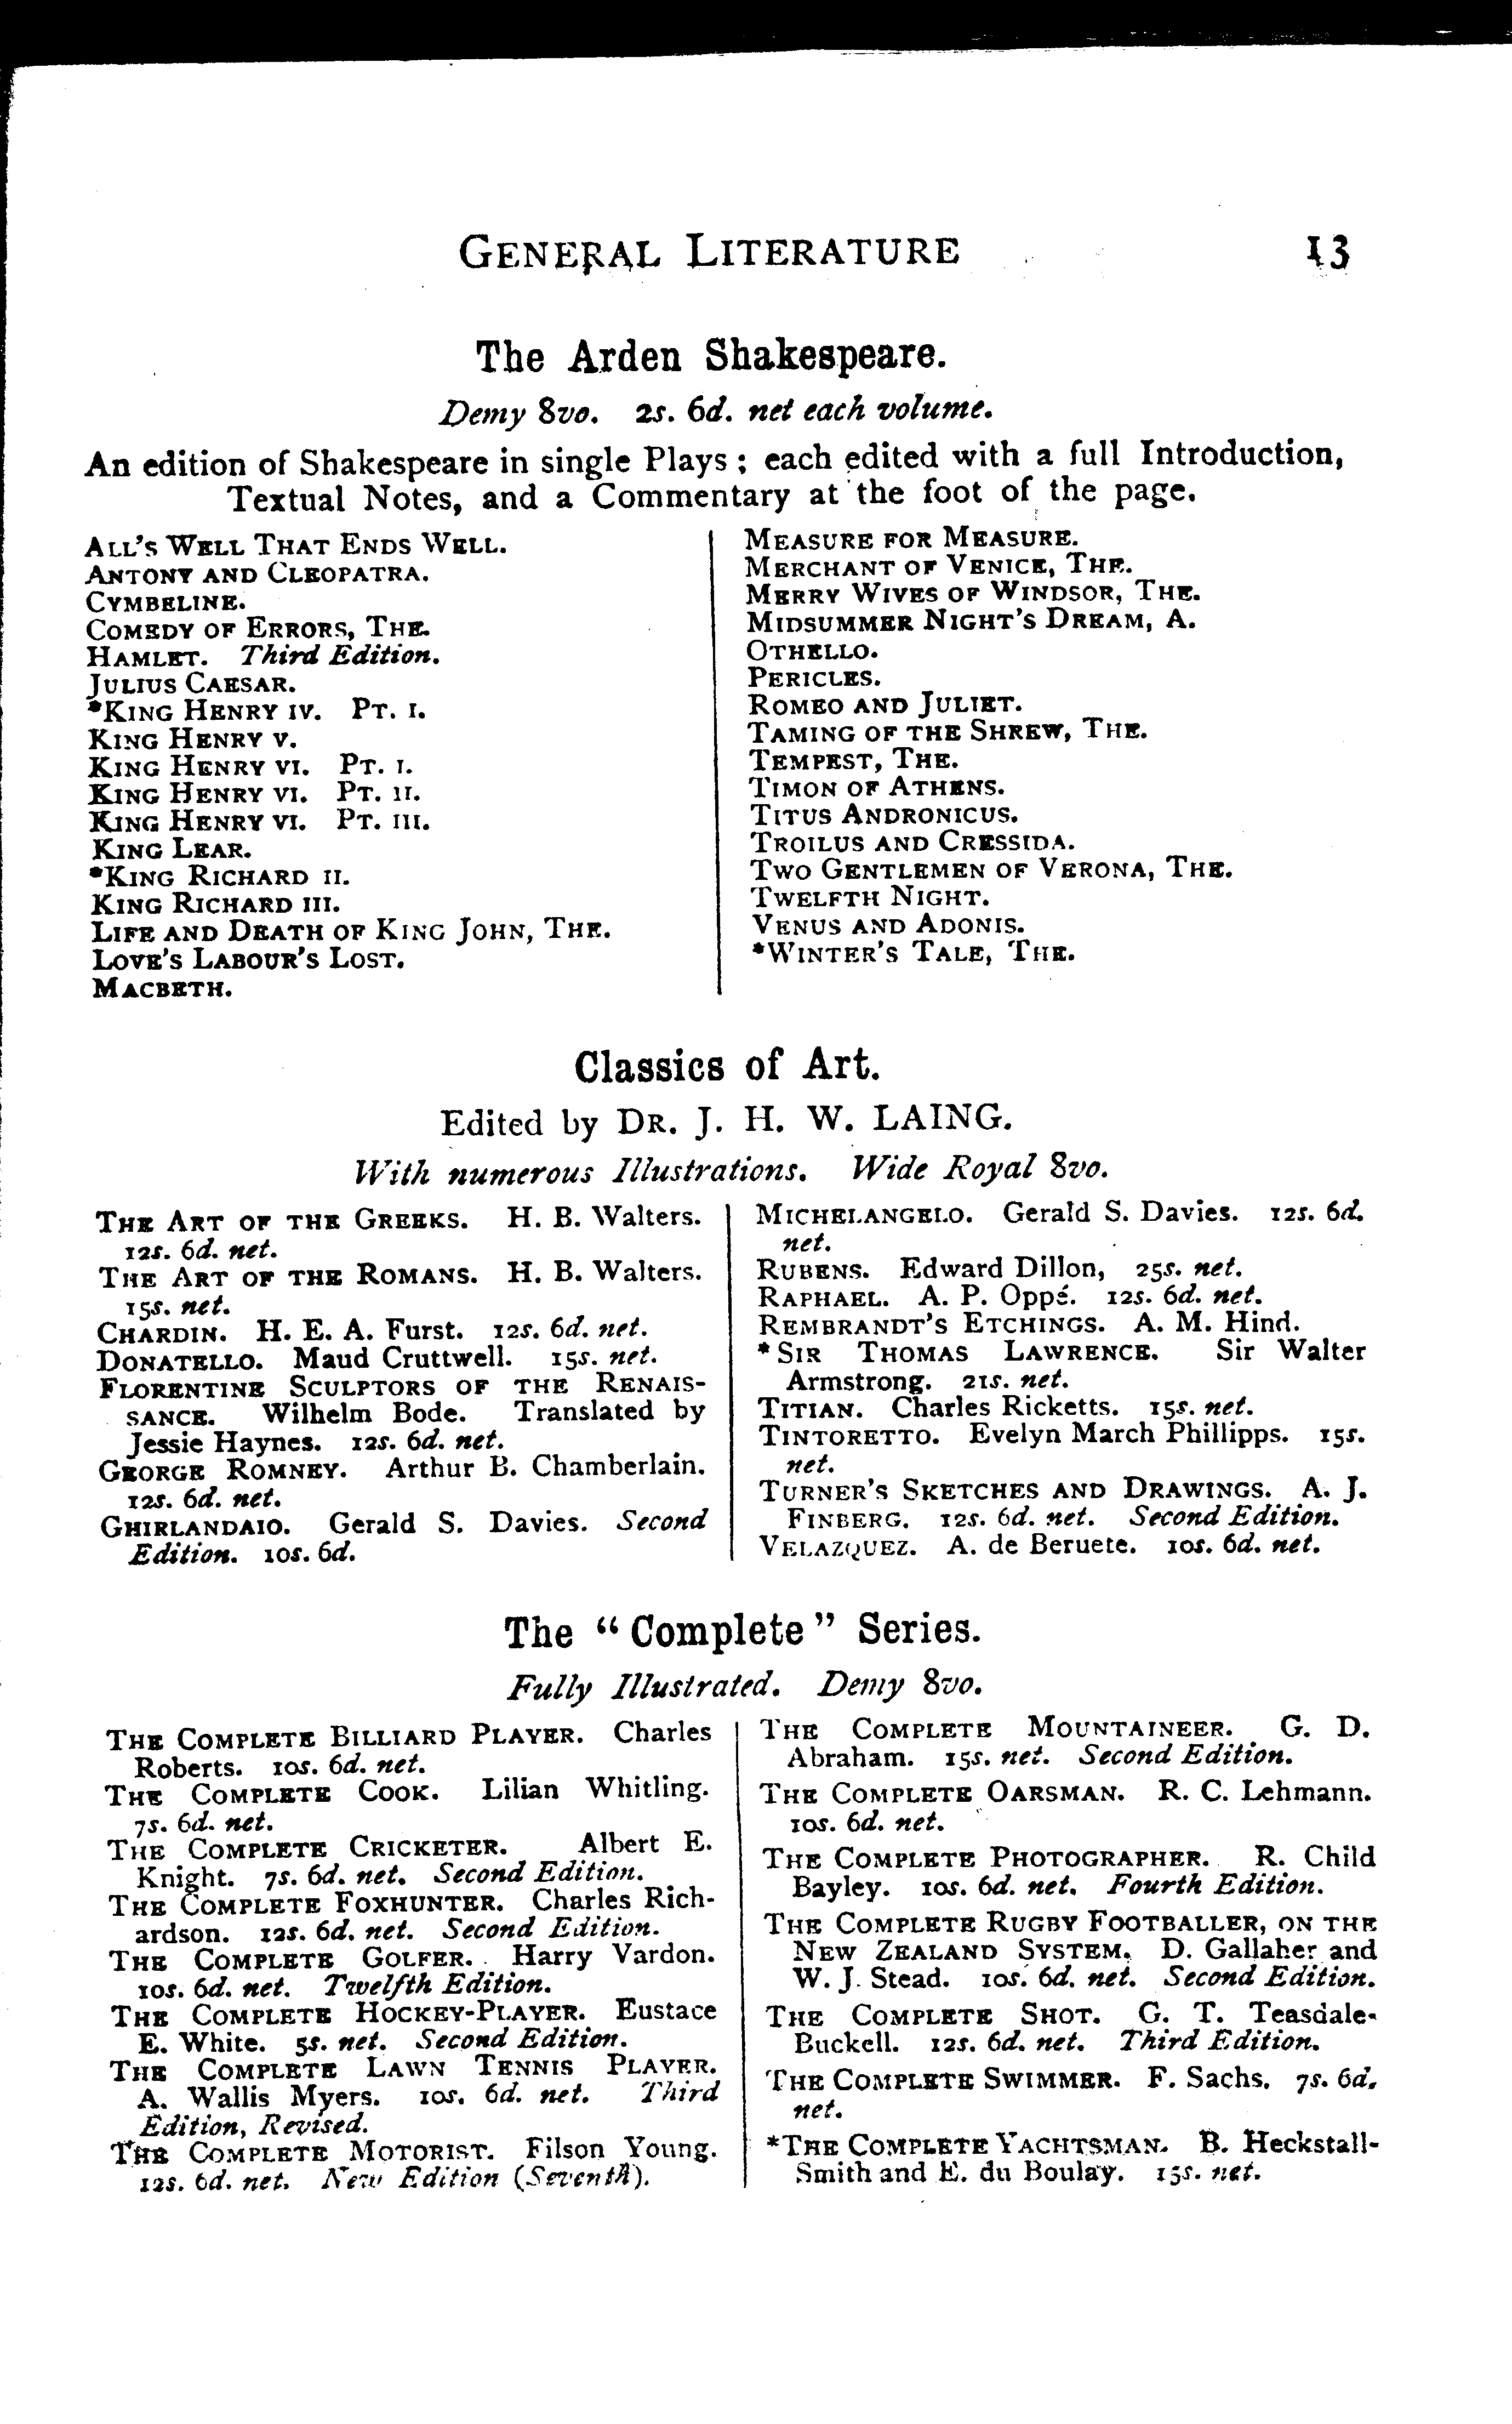 GENERAL LITERATURE 13
The Arden Shakespeare.
Demy 8vo. 2s. 6d. net each volume.
An edition of Shakespeare in single Plays; each edited with a full Introduction,
Textual Notes, and a Commentary at the foot of the page.
ALL'S WELL THAT ENDS WELL.
ANTONY AND CLEOPATRA.
CYMBELINE.
COMEDY OF ERRORS, THE.
HAMLET. Third Edition.
JULIUS CAESAR.
*KING HENRY IV. PT. I.
KING HENRY V.
KING HENRY VI. PT. I.
KING HENRY VI. PT. II.
KING HENRY VI. PT. III.
KING LEAR.
*KING RICHARD II.
KING RICHARD III.
LIFE AND DEATH OF KING JOHN, THE.
LOVE'S LABOUR'S LOST.
MACBETH.
MEASURE FOR MEASURE.
MERCHANT OF VENICE, THE.
MERRY WIVES OF WINDSOR, THE.
MIDSUMMER NIGHT'S DREAM, A.
OTHELLO.
PERICLES.
ROMEO AND JULIET.
TAMING OF THE SHREW, THE.
TEMPEST, THE.
TIMON OF ATHENS.
TITUS ANDRONICUS.
TROILUS AND CRESSIDA.
TWO GENTLEMEN OF VERONA, THE.
TWELFTH NIGHT.
VENUS AND ADONIS.
*WINTER'S TALE, THE.
Classics of Art.
Edited by DR. J. H. W. LAING.
With numerous Illustrations. Wide Royal 8vo.
THE ART OF THE GREEKS. H. B. Walters.
12s. 6d. net.
THE ART OF THE ROMANS. H. B. Walters.
15s. net.
CHARDIN. H. E. A. Furst. 12s. 6d. net.
DONATELLO. Maud Cruttwell. 15s. net.
FLORENTINE SCULPTORS OF THE RENAIS-
SANCE. Wilhelm Bode. Translated by
Jessie Haynes. 12s. 6d. net.
GEORGE ROMNEY. Arthur B. Chamberlain.
12s. 6d. net.
GHIRLANDAIO. Gerald S. Davies. Second
Edition. 10s. 6d.
MICHELANGELO. Gerald S. Davies. 12s. 6d.
net.
RUBENS. Edward Dillon, 25s. net.
RAPHAEL. A. P. Oppé. 12s. 6d. net.
REMBRANDT'S ETCHINGS. A. M. Hind.
*SIR THOMAS LAWRENCE. Sir Walter
Armstrong. 21s. net.
TITIAN. Charles Ricketts. 15s. net.
TINTORETTO. Evelyn March Phillipps. 15s.
net.
TURNER'S SKETCHES AND DRAWINGS. A. J.
FINBERG. 12s. 6d. net. Second Edition.
VELAZQUEZ. A. de Beruete. 10s. 6d. net.
The "Complete" Series.
Fully Illustrated. Demy 8vo.
THE COMPLETE BILLIARD PLAYER. Charles
Roberts. 10s. 6d. net.
THE COMPLETE COOK. Lilian Whitling.
7s. 6d. net.
THE COMPLETE CRICKETER. Albert E.
Knight. 7s. 6d. net. Second Edition.
THE COMPLETE FOXHUNTER. Charles Rich-
ardson. 12s. 6d. net. Second Edition.
THE COMPLETE GOLFER. Harry Vardon.
10s. 6d. net. Twelfth Edition.
THE COMPLETE HOCKEY-PLAYER. Eustace
E. White. 5s. net. Second Edition.
THE COMPLETE LAWN TENNIS PLAYER.
A. Wallis Myers. 10s. 6d. net. Third
Edition, Revised.
THE COMPLETE MOTORIST. Filson Young.
12s. 6d. net. New Edition (Seventh).
THE COMPLETE MOUNTAINEER. G. D.
Abraham. 15s. net. Second Edition.
THE COMPLETE OARSMAN. R. C. Lehmann.
10s. 6d. net.
THE COMPLETE PHOTOGRAPHER. R. Child
Bayley. 10s. 6d. net. Fourth Edition.
THE COMPLETE RUGBY FOOTBALLER, ON THE
NEW ZEALAND SYSTEM. D. Gallaher and
W. J. Stead. 10s. 6d. net. Second Edition.
THE COMPLETE SHOT. G. T. Teasdale-
Buckell. 12s. 6d. net. Third Edition.
THE COMPLETE SWIMMER. F. Sachs. 7s. 6d.
net.
*THE COMPLETE YACHTSMAN. B. Heckstall-
Smith and E. du Boulay. 15s. net.